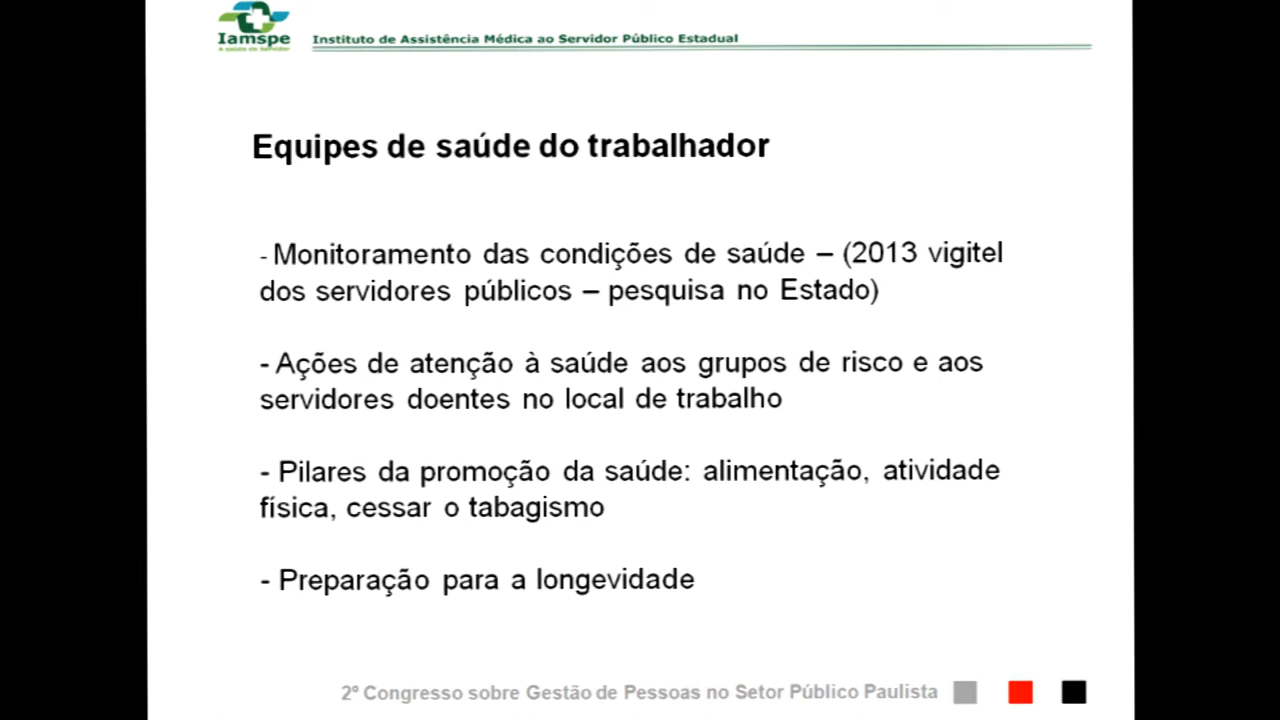 Iamspe
A saúde do Servidor
Instituto de Assistência Médica ao Servidor Público Estadual
Equipes de saúde do trabalhador
- Monitoramento das condições de saúde – (2013 vigitel
dos servidores públicos – pesquisa no Estado)
- Ações de atenção à saúde aos grupos de risco e aos
servidores doentes no local de trabalho
- Pilares da promoção da saúde: alimentação, atividade
física, cessar o tabagismo
- Preparação para a longevidade
2º Congresso sobre Gestão de Pessoas no Setor Público Paulista